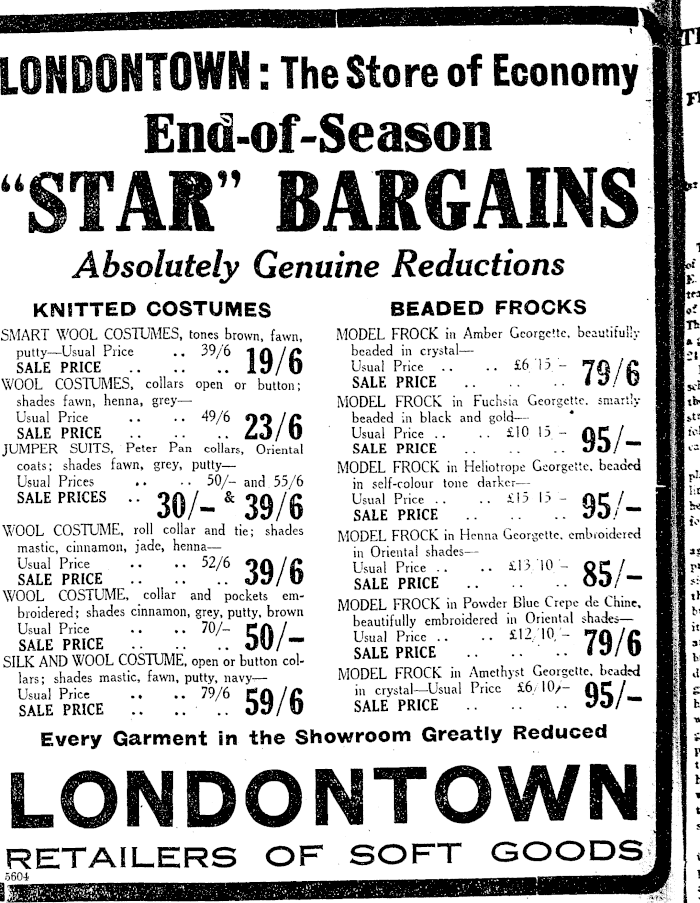 LONDONTOWN: The Store of Economy
End-of-Season
"STAR" BARGAINS
Absolutely Genuine Reductions
KNITTED COSTUMES
SMART WOOL COSTUMES, tones brown, fawn,
putty—Usual Price .. 39/6
SALE PRICE .. .. .. 19/6
WOOL COSTUMES, collars open or button;
shades fawn, henna, grey—
Usual Price .. .. 49/6
SALE PRICE .. .. .. 23/6
JUMPER SUITS, Peter Pan collars, Oriental
coats; shades fawn, grey, putty—
Usual Prices .. .. 50/- and 55/6
SALE PRICES .. 30/- & 39/6
WOOL COSTUME, roll collar and tie; shades
mastic, cinnamon, jade, henna—
Usual Price .. .. 52/6
SALE PRICE .. .. .. 39/6
WOOL COSTUME, collar and pockets em-
broidered; shades cinnamon, grey, putty, brown
Usual Price .. .. 70/-
SALE PRICE .. .. .. 50/-
SILK AND WOOL COSTUME, open or button col-
lars; shades mastic, fawn, putty, navy—
Usual Price .. .. 79/6
SALE PRICE .. .. .. 59/6
BEADED FROCKS
MODEL FROCK in Amber Georgette, beautifully
beaded in crystal—
Usual Price .. .. £6 15 -
SALE PRICE .. .. .. 79/6
MODEL FROCK in Fuchsia Georgette, smartly
beaded in black and gold—
Usual Price .. .. £10 15 -
SALE PRICE .. .. .. 95/-
MODEL FROCK in Heliotrope Georgette, beaded
in self-colour tone darker—
Usual Price .. .. £15 15 -
SALE PRICE .. .. .. 95/-
MODEL FROCK in Henna Georgette, embroidered
in Oriental shades—
Usual Price .. .. £13/10/-
SALE PRICE .. .. .. 85/-
MODEL FROCK in Powder Blue Crepe de Chine,
beautifully embroidered in Oriental shades—
Usual Price .. .. £12/10/-
SALE PRICE .. .. .. 79/6
MODEL FROCK in Amethyst Georgette, beaded
in crystal—Usual Price £6/10/-
SALE PRICE .. .. .. 95/-
Every Garment in the Showroom Greatly Reduced
LONDONTOWN
RETAILERS OF SOFT GOODS
5604